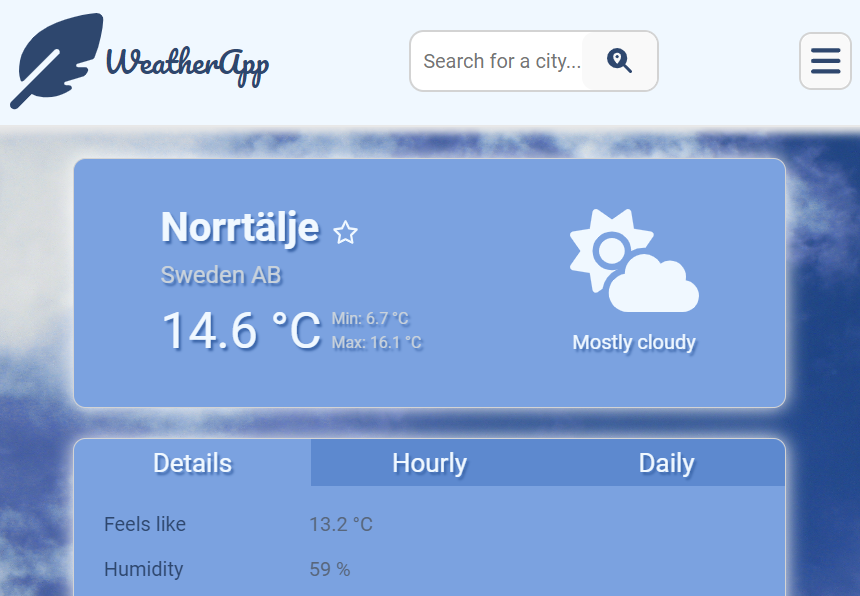 WeatherApp
Search for a city...
Norrtälje
Sweden AB
14.6 °C
Min: 6.7 °C
Max: 16.1 °C
Mostly cloudy
Details Hourly Daily
Feels like 13.2 °C
Humidity 59 %